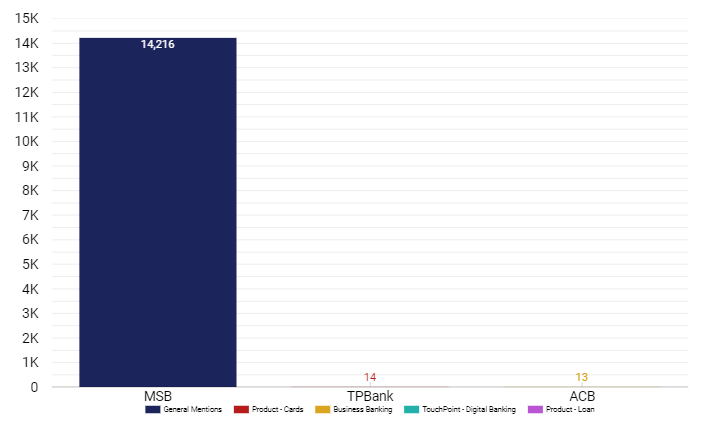 15K
14K
14,216
13K
12K
11K
10K
9K
8K
7K
6K
5K
4K
3K
2K
1K
14
13
0
MSB TPBank ACB
General Mentions Product - Cards Business Banking TouchPoint - Digital Banking Product - Loan